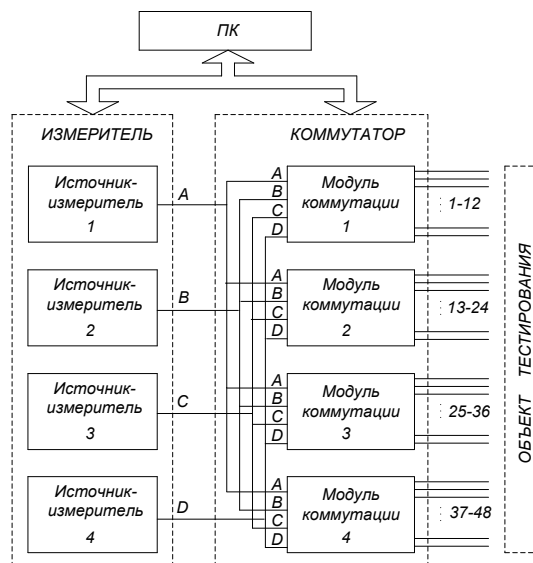 ПК
ИЗМЕРИТЕЛЬ
КОММУТАТОР
Источник-
измеритель
1
A
A
B
C
D
Модуль
коммутации
1
1-12
Источник-
измеритель
2
B
A
B
C
D
Модуль
коммутации
2
13-24
Источник-
измеритель
3
C
A
B
C
D
Модуль
коммутации
3
25-36
Источник-
измеритель
4
D
A
B
C
D
Модуль
коммутации
4
37-48
ОБЪЕКТ ТЕСТИРОВАНИЯ